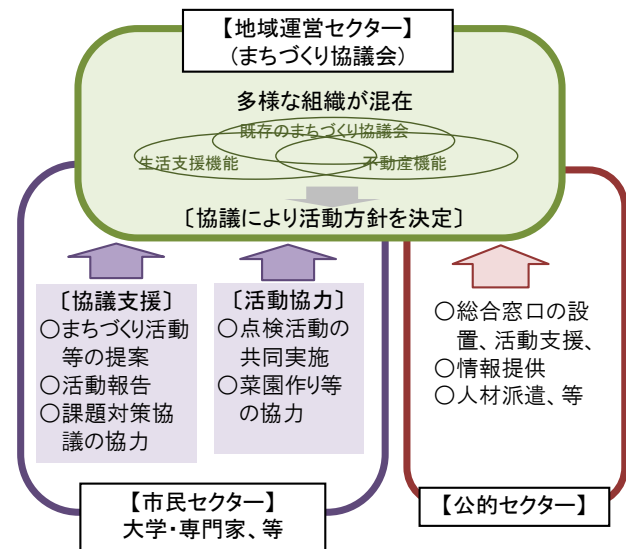 【地域運営セクター】
(まちづくり協議会)
多様な組織が混在
既存のまちづくり協議会
生活支援機能
不動産機能
〔協議により活動方針を決定〕
〔協議支援〕
○まちづくり活動
等の提案
○活動報告
○課題対策協
議の協力
〔活動協力〕
○点検活動の
共同実施
○菜園作り等
の協力
○総合窓口の設
置、活動支援、
○情報提供
○人材派遣、等
【市民セクター】
大学・専門家、等
【公的セクター】